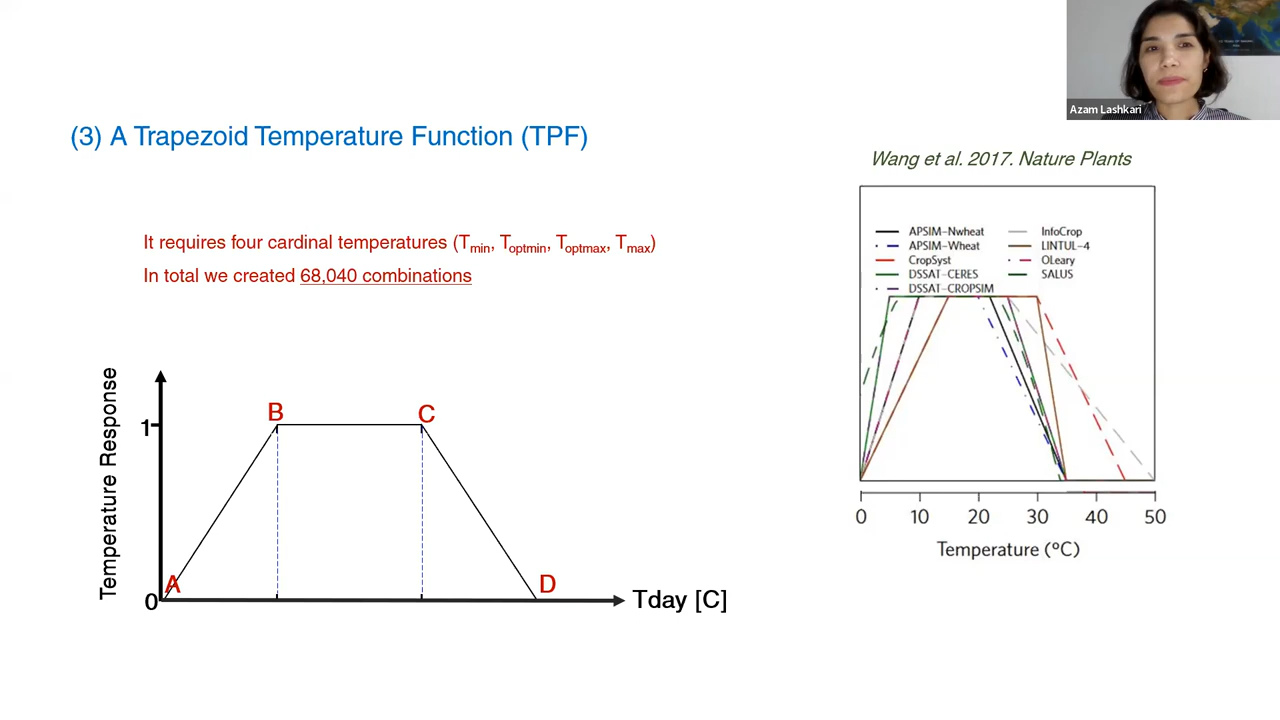 Azam Lashkari
(3) A Trapezoid Temperature Function (TPF)
It requires four cardinal temperatures (Tmin, Toptmin, Toptmax, Tmax)
In total we created 68,040 combinations
Temperature Response
1
0
A
B
C
D
Tday [C]
Wang et al. 2017. Nature Plants
APSIM-Nwheat
APSIM-Wheat
CropSyst
DSSAT-CERES
DSSAT-CROPSIM
InfoCrop
LINTUL-4
OLeary
SALUS
0 10 20 30 40 50
Temperature (ºC)